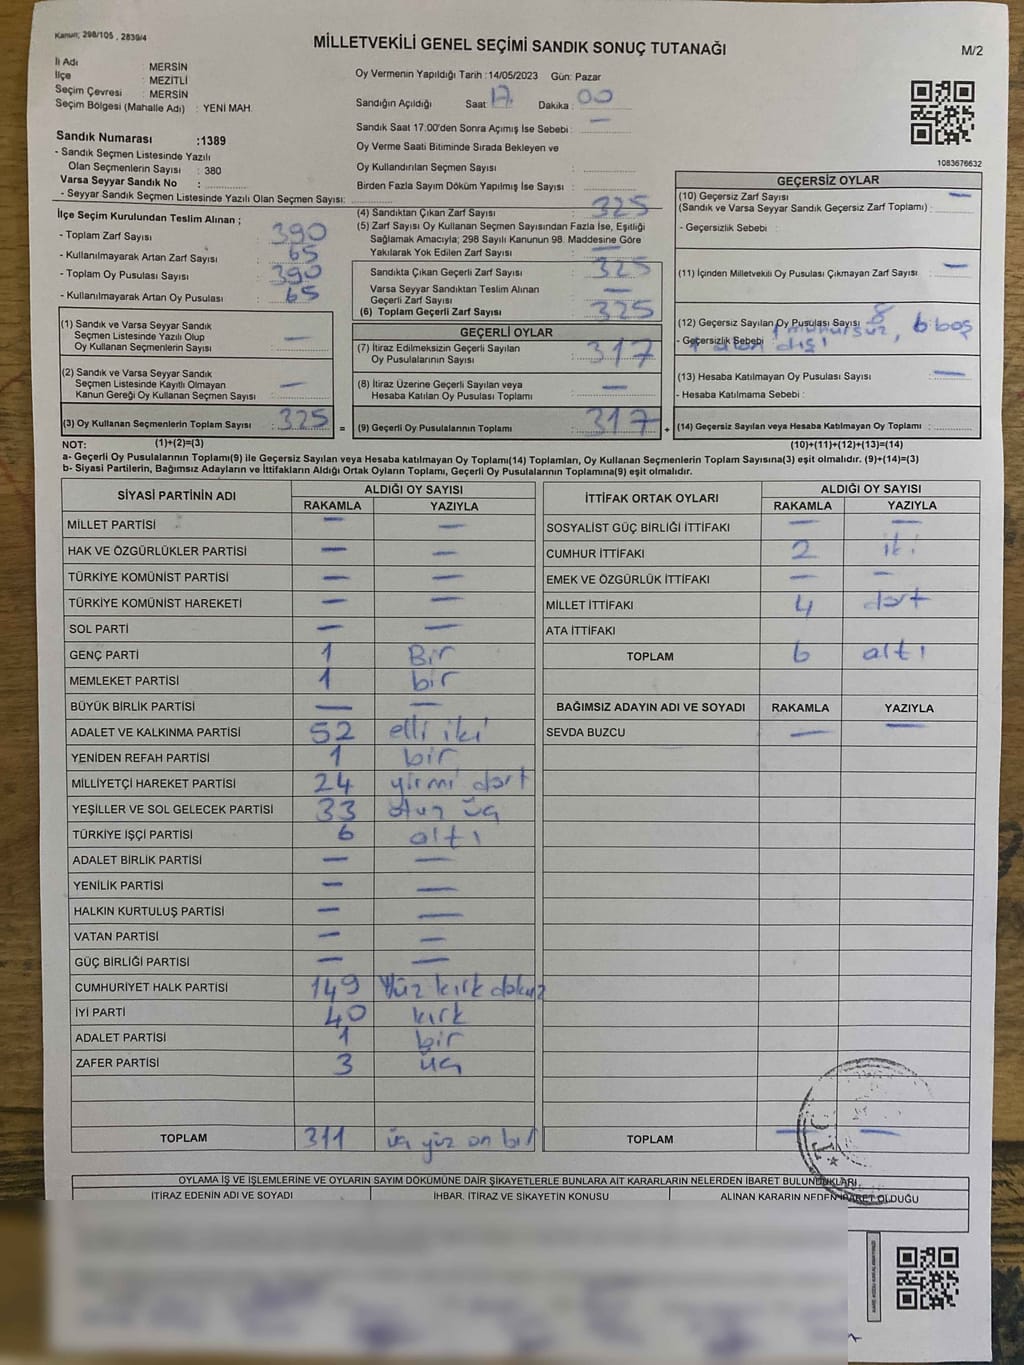 Kanun; 298/105 , 2839/4
MİLLETVEKİLİ GENEL SEÇİMİ SANDIK SONUÇ TUTANAĞI
M/2
İl Adı : MERSİN
İlçe : MEZİTLİ
Seçim Çevresi : MERSİN
Seçim Bölgesi (Mahalle Adı) : YENİ MAH.
Oy Vermenin Yapıldığı Tarih :14/05/2023 Gün: Pazar
Sandığın Açıldığı Saat 17 Dakika : 00
Sandık Saat 17:00'den Sonra Açımış İse Sebebi : —
Oy Verme Saati Bitiminde Sırada Bekleyen ve
Oy Kullandırılan Seçmen Sayısı :
Birden Fazla Sayım Döküm Yapılmış İse Sayısı :
1083676632
Sandık Numarası :1389
- Sandık Seçmen Listesinde Yazılı
Olan Seçmenlerin Sayısı : 380
Varsa Seyyar Sandık No :
- Seyyar Sandık Seçmen Listesinde Yazılı Olan Seçmen Sayısı:
İlçe Seçim Kurulundan Teslim Alınan ;
- Toplam Zarf Sayısı : 390
- Kullanılmayarak Artan Zarf Sayısı : 65
- Toplam Oy Pusulası Sayısı : 390
- Kullanılmayarak Artan Oy Pusulası : 65
(1) Sandık ve Varsa Seyyar Sandık
Seçmen Listesinde Yazılı Olup
Oy Kullanan Seçmenlerin Sayısı : —
(2) Sandık ve Varsa Seyyar Sandık
Seçmen Listesinde Kayıtlı Olmayan
Kanun Gereği Oy Kullanan Seçmen Sayısı : —
(3) Oy Kullanan Seçmenlerin Toplam Sayısı : 325 =
(4) Sandıktan Çıkan Zarf Sayısı : 325
(5) Zarf Sayısı Oy Kullanan Seçmen Sayısından Fazla İse, Eşitliği
Sağlamak Amacıyla; 298 Sayılı Kanunun 98. Maddesine Göre
Yakılarak Yok Edilen Zarf Sayısı : —
Sandıkta Çıkan Geçerli Zarf Sayısı : 325
Varsa Seyyar Sandıktan Teslim Alınan
Geçerli Zarf Sayısı : —
(6) Toplam Geçerli Zarf Sayısı : 325
GEÇERLİ OYLAR
(7) İtiraz Edilmeksizin Geçerli Sayılan
Oy Pusulalarının Sayısı : 317
(8) İtiraz Üzerine Geçerli Sayılan veya
Hesaba Katılan Oy Pusulası Toplamı : —
(9) Geçerli Oy Pusulalarının Toplamı : 317 +
GEÇERSİZ OYLAR
(10) Geçersiz Zarf Sayısı —
(Sandık ve Varsa Seyyar Sandık Geçersiz Zarf Toplamı) :
- Geçersizlik Sebebi :
(11) İçinden Milletvekili Oy Pusulası Çıkmayan Zarf Sayısı : —
(12) Geçersiz Sayılan Oy Pusulası Sayısı : 8
- Geçersizlik Sebebi : 1 mühürsüz, 6 boş
1 alan dışı
(13) Hesaba Katılmayan Oy Pusulası Sayısı : —
- Hesaba Katılmama Sebebi :
(14) Geçersiz Sayılan veya Hesaba Katılmayan Oy Toplamı :
NOT: (1)+(2)=(3) (10)+(11)+(12)+(13)=(14)
a- Geçerli Oy Pusulalarının Toplamı(9) ile Geçersiz Sayılan veya Hesaba katılmayan Oy Toplamı(14) Toplamları, Oy Kullanan Seçmenlerin Toplam Sayısına(3) eşit olmalıdır. (9)+(14)=(3)
b- Siyasi Partilerin, Bağımsız Adayların ve İttifakların Aldığı Ortak Oyların Toplamı, Geçerli Oy Pusulalarının Toplamına(9) eşit olmalıdır.
SİYASİ PARTİNİN ADI ALDIĞI OY SAYISI
RAKAMLA YAZIYLA
MİLLET PARTİSİ — —
HAK VE ÖZGÜRLÜKLER PARTİSİ — —
TÜRKİYE KOMÜNİST PARTİSİ — —
TÜRKİYE KOMÜNİST HAREKETİ — —
SOL PARTİ — —
GENÇ PARTİ 1 Bir
MEMLEKET PARTİSİ 1 bir
BÜYÜK BİRLİK PARTİSİ — —
ADALET VE KALKINMA PARTİSİ 52 elli iki
YENİDEN REFAH PARTİSİ 1 bir
MİLLİYETÇİ HAREKET PARTİSİ 24 yirmi dört
YEŞİLLER VE SOL GELECEK PARTİSİ 33 otuz üç
TÜRKİYE İŞÇİ PARTİSİ 6 altı
ADALET BİRLİK PARTİSİ — —
YENİLİK PARTİSİ — —
HALKIN KURTULUŞ PARTİSİ — —
VATAN PARTİSİ — —
GÜÇ BİRLİĞİ PARTİSİ — —
CUMHURİYET HALK PARTİSİ 149 Yüz kırk dokuz
İYİ PARTİ 40 kırk
ADALET PARTİSİ 1 bir
ZAFER PARTİSİ 3 üç
TOPLAM 311 üç yüz on bir
İTTİFAK ORTAK OYLARI ALDIĞI OY SAYISI
RAKAMLA YAZIYLA
SOSYALİST GÜÇ BİRLİĞİ İTTİFAKI — —
CUMHUR İTTİFAKI 2 iki
EMEK VE ÖZGÜRLÜK İTTİFAKI — —
MİLLET İTTİFAKI 4 dört
ATA İTTİFAKI
TOPLAM 6 altı
BAĞIMSIZ ADAYIN ADI VE SOYADI RAKAMLA YAZIYLA
SEVDA BUZCU — —
TOPLAM — —
OYLAMA İŞ VE İŞLEMLERİNE VE OYLARIN SAYIM DÖKÜMÜNE DAİR ŞİKAYETLERLE BUNLARA AİT KARARLARIN NELERDEN İBARET BULUNDUKLARI
İTİRAZ EDENİN ADI VE SOYADI İHBAR, İTİRAZ VE ŞİKAYETİN KONUSU ALINAN KARARIN NEDEN İBARET OLDUĞU